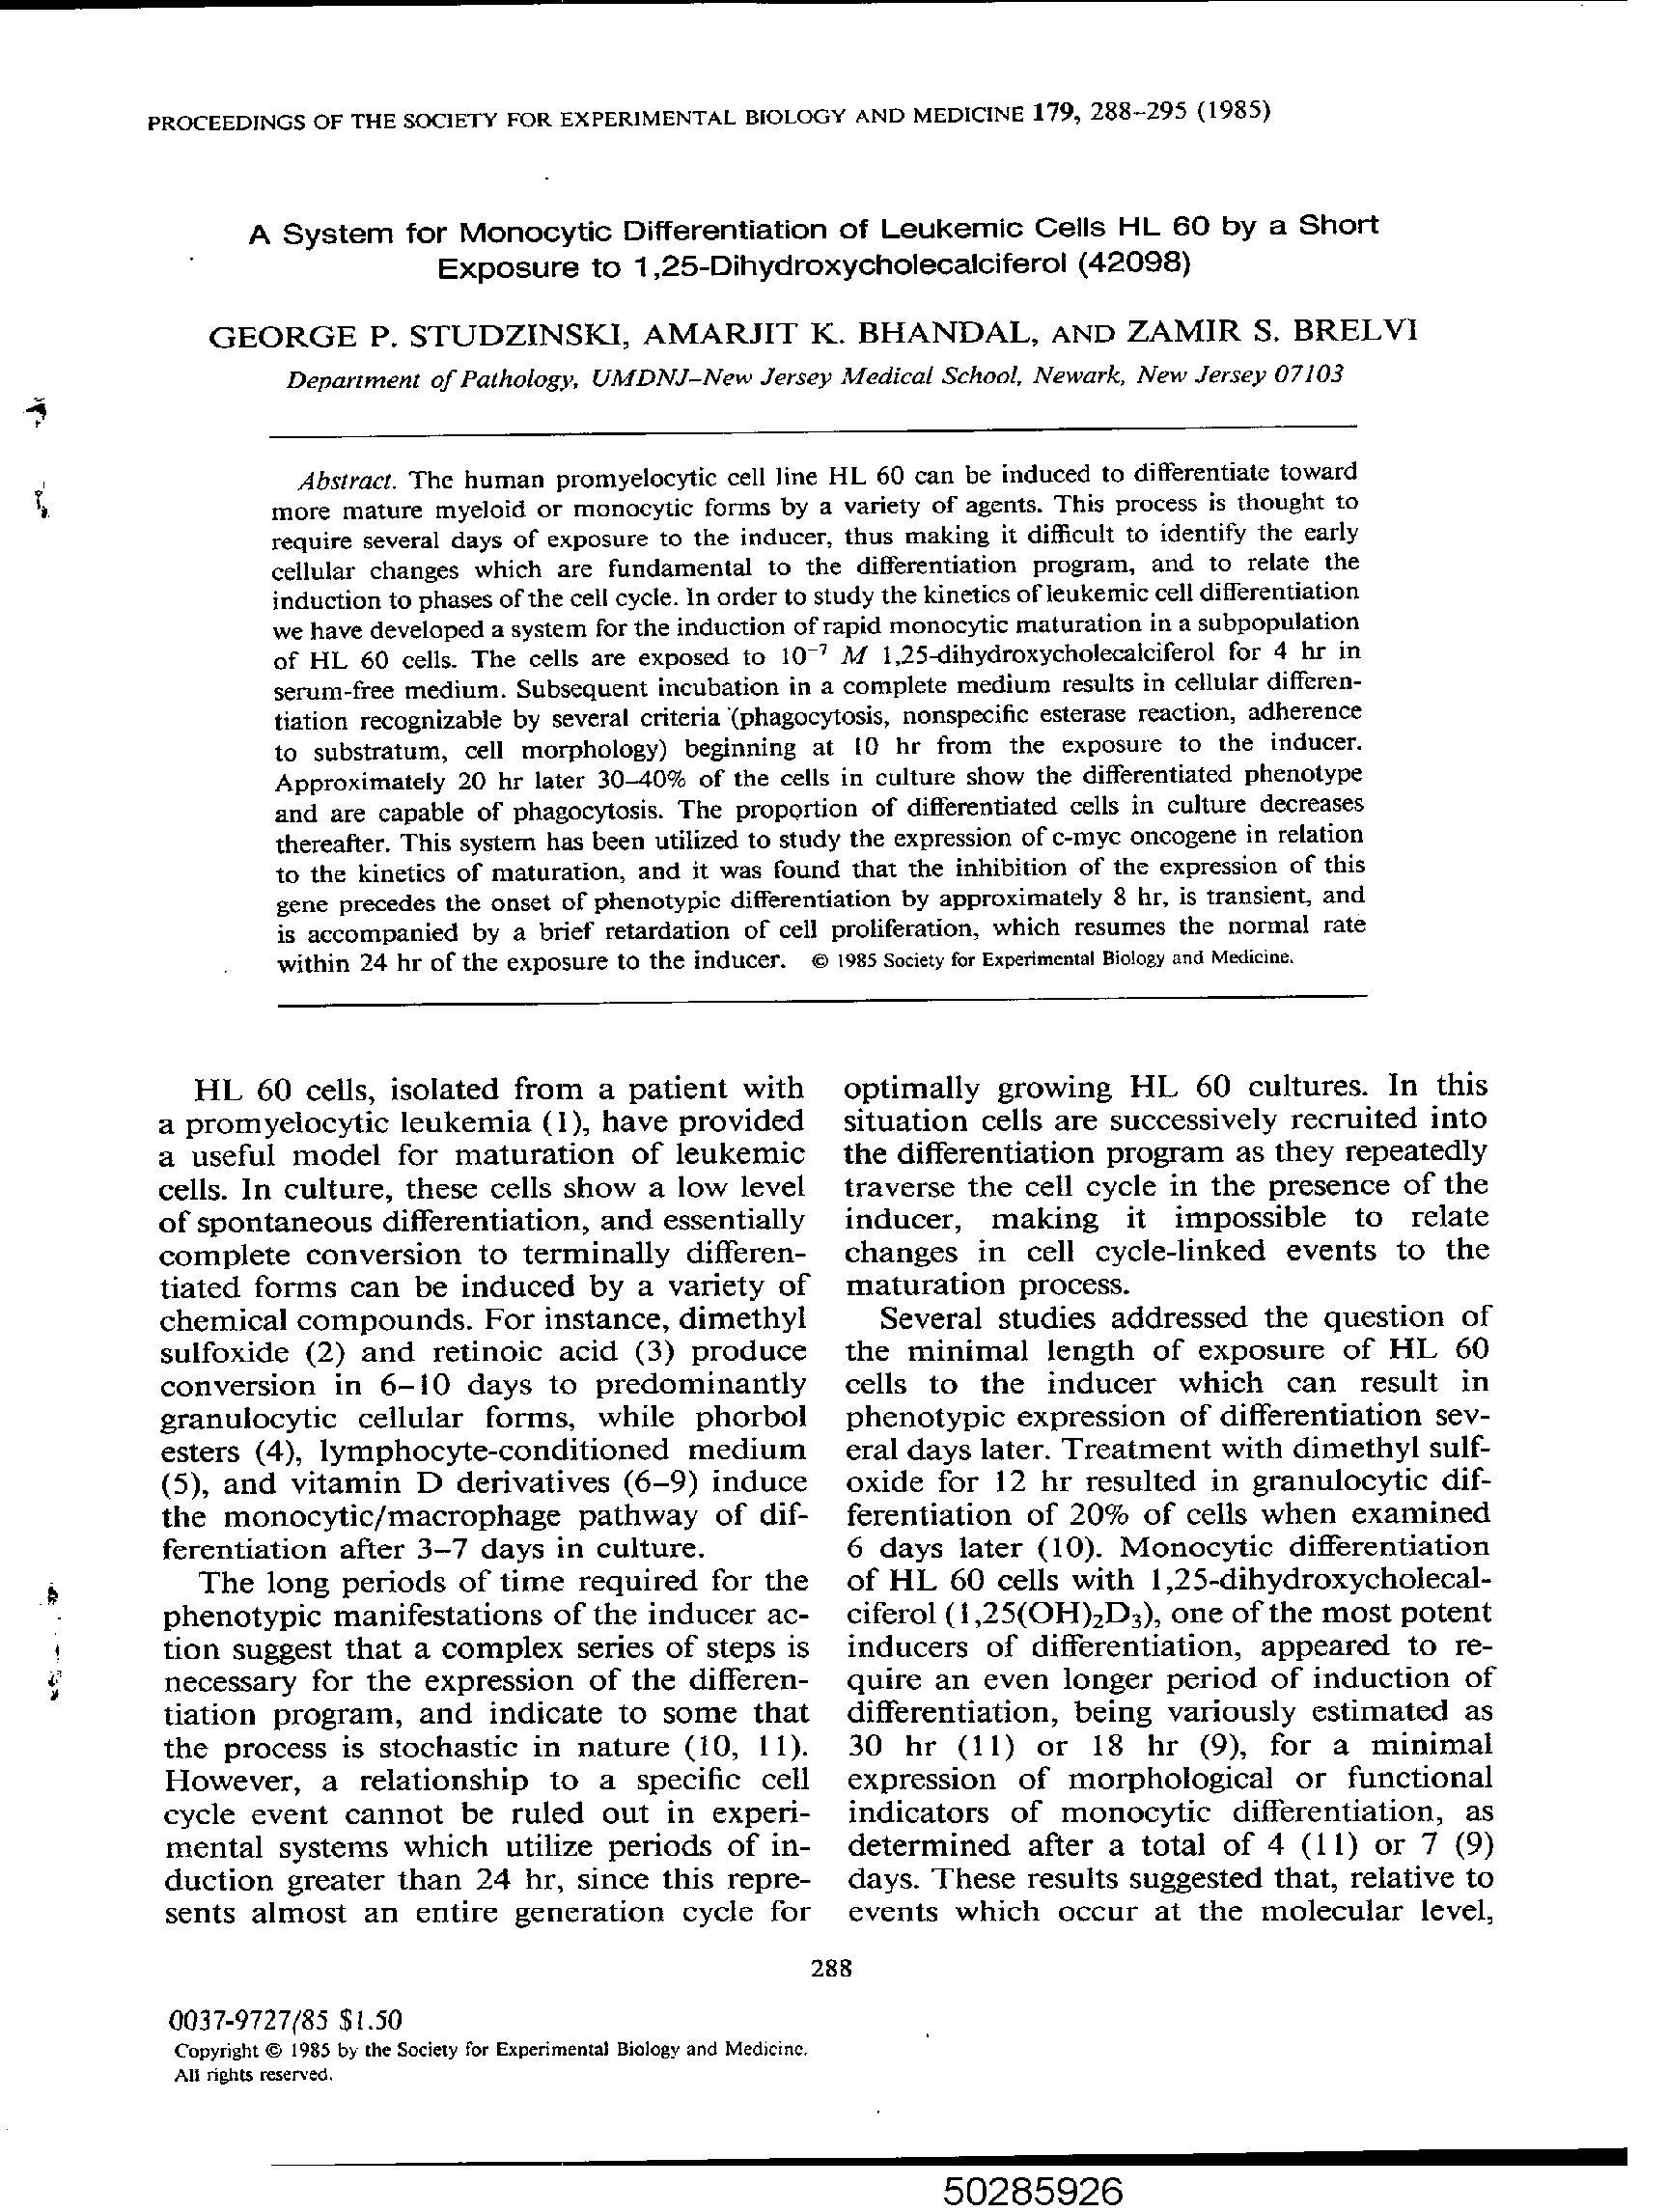 PROCEEDINGS OF THE SOCIETY FOR EXPERIMENTAL BIOLOGY AND MEDICINE 179, 288–295 (1985)
A System for Monocytic Differentiation of Leukemic Cells HL 60 by a Short
Exposure to 1,25-Dihydroxycholecalciferol (42098)
GEORGE P. STUDZINSKI, AMARJIT K. BHANDAL, AND ZAMIR S. BRELVI
Department of Pathology, UMDNJ–New Jersey Medical School, Newark, New Jersey 07103
Abstract. The human promyelocytic cell line HL 60 can be induced to differentiate toward
more mature myeloid or monocytic forms by a variety of agents. This process is thought to
require several days of exposure to the inducer, thus making it difficult to identify the early
cellular changes which are fundamental to the differentiation program, and to relate the
induction to phases of the cell cycle. In order to study the kinetics of leukemic cell differentiation
we have developed a system for the induction of rapid monocytic maturation in a subpopulation
of HL 60 cells. The cells are exposed to 10⁻⁷ M 1,25-dihydroxycholecalciferol for 4 hr in
serum-free medium. Subsequent incubation in a complete medium results in cellular differen-
tiation recognizable by several criteria (phagocytosis, nonspecific esterase reaction, adherence
to substratum, cell morphology) beginning at 10 hr from the exposure to the inducer.
Approximately 20 hr later 30–40% of the cells in culture show the differentiated phenotype
and are capable of phagocytosis. The proportion of differentiated cells in culture decreases
thereafter. This system has been utilized to study the expression of c-myc oncogene in relation
to the kinetics of maturation, and it was found that the inhibition of the expression of this
gene precedes the onset of phenotypic differentiation by approximately 8 hr, is transient, and
is accompanied by a brief retardation of cell proliferation, which resumes the normal rate
within 24 hr of the exposure to the inducer. © 1985 Society for Experimental Biology and Medicine.
HL 60 cells, isolated from a patient with
a promyelocytic leukemia (1), have provided
a useful model for maturation of leukemic
cells. In culture, these cells show a low level
of spontaneous differentiation, and essentially
complete conversion to terminally differen-
tiated forms can be induced by a variety of
chemical compounds. For instance, dimethyl
sulfoxide (2) and retinoic acid (3) produce
conversion in 6–10 days to predominantly
granulocytic cellular forms, while phorbol
esters (4), lymphocyte-conditioned medium
(5), and vitamin D derivatives (6–9) induce
the monocytic/macrophage pathway of dif-
ferentiation after 3–7 days in culture.
The long periods of time required for the
phenotypic manifestations of the inducer ac-
tion suggest that a complex series of steps is
necessary for the expression of the differen-
tiation program, and indicate to some that
the process is stochastic in nature (10, 11).
However, a relationship to a specific cell
cycle event cannot be ruled out in experi-
mental systems which utilize periods of in-
duction greater than 24 hr, since this repre-
sents almost an entire generation cycle for
optimally growing HL 60 cultures. In this
situation cells are successively recruited into
the differentiation program as they repeatedly
traverse the cell cycle in the presence of the
inducer, making it impossible to relate
changes in cell cycle-linked events to the
maturation process.
Several studies addressed the question of
the minimal length of exposure of HL 60
cells to the inducer which can result in
phenotypic expression of differentiation sev-
eral days later. Treatment with dimethyl sulf-
oxide for 12 hr resulted in granulocytic dif-
ferentiation of 20% of cells when examined
6 days later (10). Monocytic differentiation
of HL 60 cells with 1,25-dihydroxycholecal-
ciferol (1,25(OH)₂D₃), one of the most potent
inducers of differentiation, appeared to re-
quire an even longer period of induction of
differentiation, being variously estimated as
30 hr (11) or 18 hr (9), for a minimal
expression of morphological or functional
indicators of monocytic differentiation, as
determined after a total of 4 (11) or 7 (9)
days. These results suggested that, relative to
events which occur at the molecular level,
288
0037-9727/85 $1.50
Copyright © 1985 by the Society for Experimental Biology and Medicine.
All rights reserved.
50285926